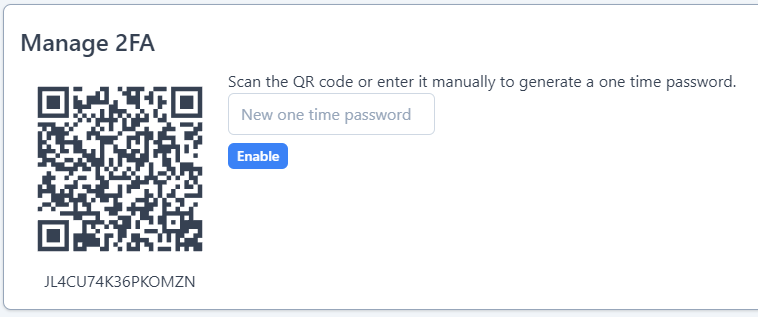 Manage 2FA
Scan the QR code or enter it manually to generate a one time password.
New one time password
Enable
JL4CU74K36PKOMZN